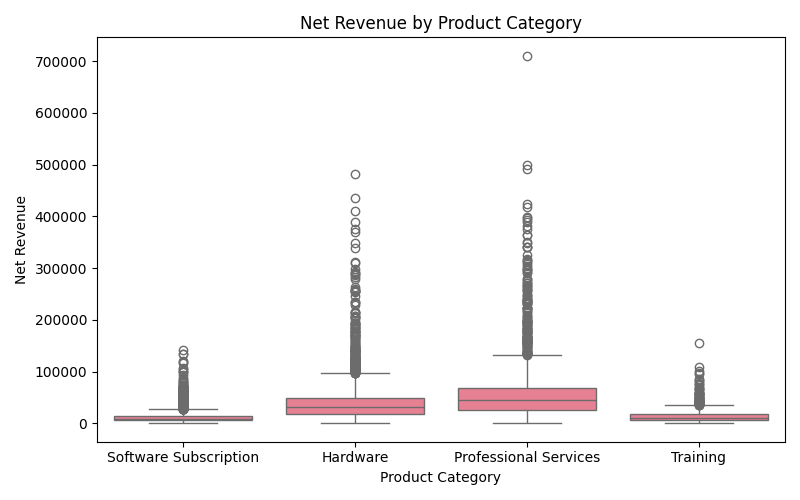 Net Revenue by Product Category
700000
600000
500000
400000
300000
200000
100000
0
Net Revenue
Software Subscription
Hardware
Professional Services
Training
Product Category